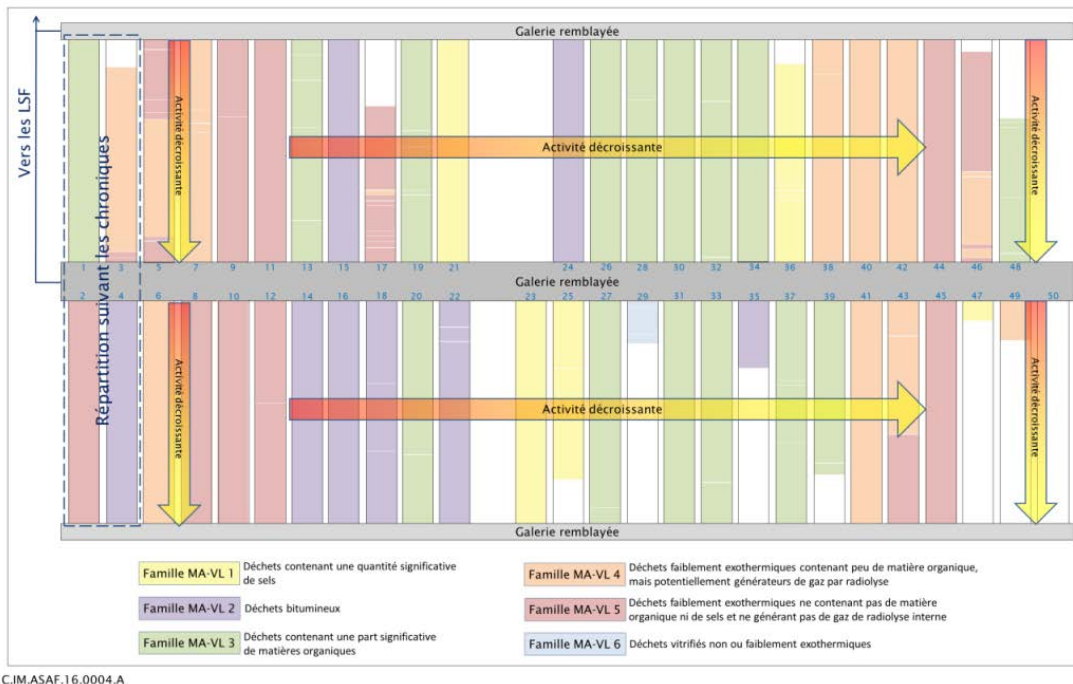 Galerie remblayée
Vers les LSF
Répartition suivant les chroniques
Activité décroissante
Activité décroissante
Activité décroissante
1 3 5 7 9 11 13 15 17 19 21 24 26 28 30 32 34 36 38 40 42 44 46 48
Galerie remblayée
2 4 6 8 10 12 14 16 18 20 22 23 25 27 29 31 33 35 37 39 41 43 45 47 49 50
Activité décroissante
Activité décroissante
Activité décroissante
Galerie remblayée
Famille MA-VL 1
Déchets contenant une quantité significative
de sels
Famille MA-VL 2
Déchets bitumineux
Famille MA-VL 3
Déchets contenant une part significative
de matières organiques
Famille MA-VL 4
Déchets faiblement exothermiques contenant peu de matière organique,
mais potentiellement générateurs de gaz par radiolyse
Famille MA-VL 5
Déchets faiblement exothermiques ne contenant pas de matière
organique ni de sels et ne générant pas de gaz de radiolyse interne
Famille MA-VL 6
Déchets vitrifiés non ou faiblement exothermiques
C.IM.ASAF.16.0004.A